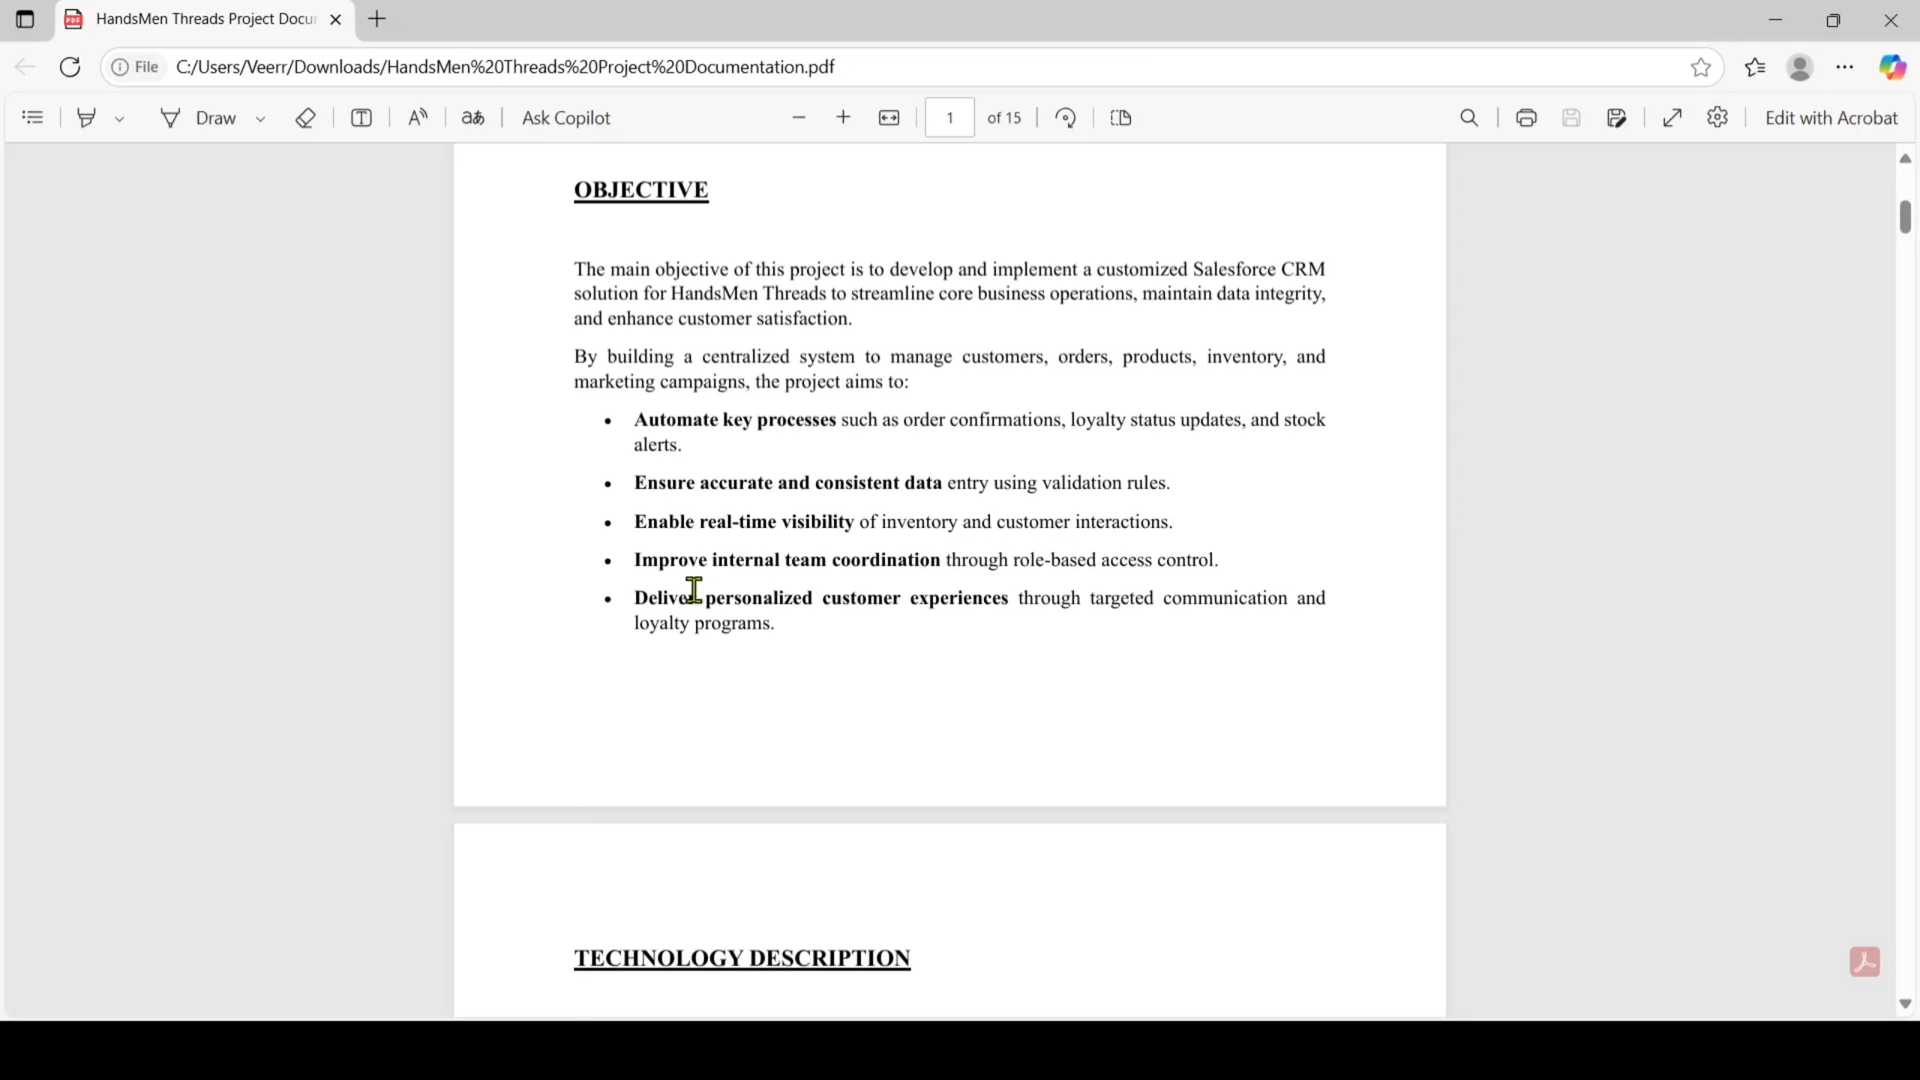 HandsMen Threads Project Docu
File
C:/Users/Veerr/Downloads/HandsMen%20Threads%20Project%20Documentation.pdf
Draw
Ask Copilot
1
of 15
Edit with Acrobat
OBJECTIVE
The main objective of this project is to develop and implement a customized Salesforce CRM
solution for HandsMen Threads to streamline core business operations, maintain data integrity,
and enhance customer satisfaction.
By building a centralized system to manage customers, orders, products, inventory, and
marketing campaigns, the project aims to:
• Automate key processes such as order confirmations, loyalty status updates, and stock
alerts.
• Ensure accurate and consistent data entry using validation rules.
• Enable real-time visibility of inventory and customer interactions.
• Improve internal team coordination through role-based access control.
• Deliver personalized customer experiences through targeted communication and
loyalty programs.
TECHNOLOGY DESCRIPTION